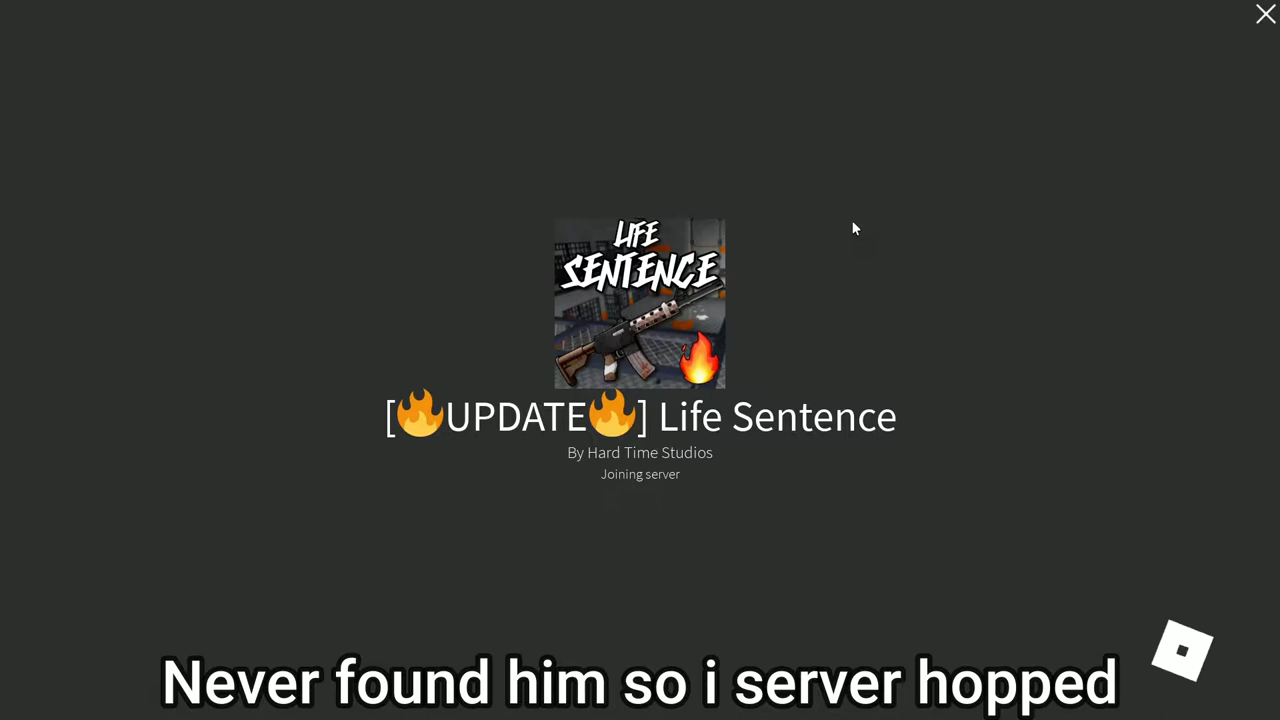 LIFE
SENTENCE
[🔥UPDATE🔥] Life Sentence
By Hard Time Studios
Joining server
Never found him so i server hopped